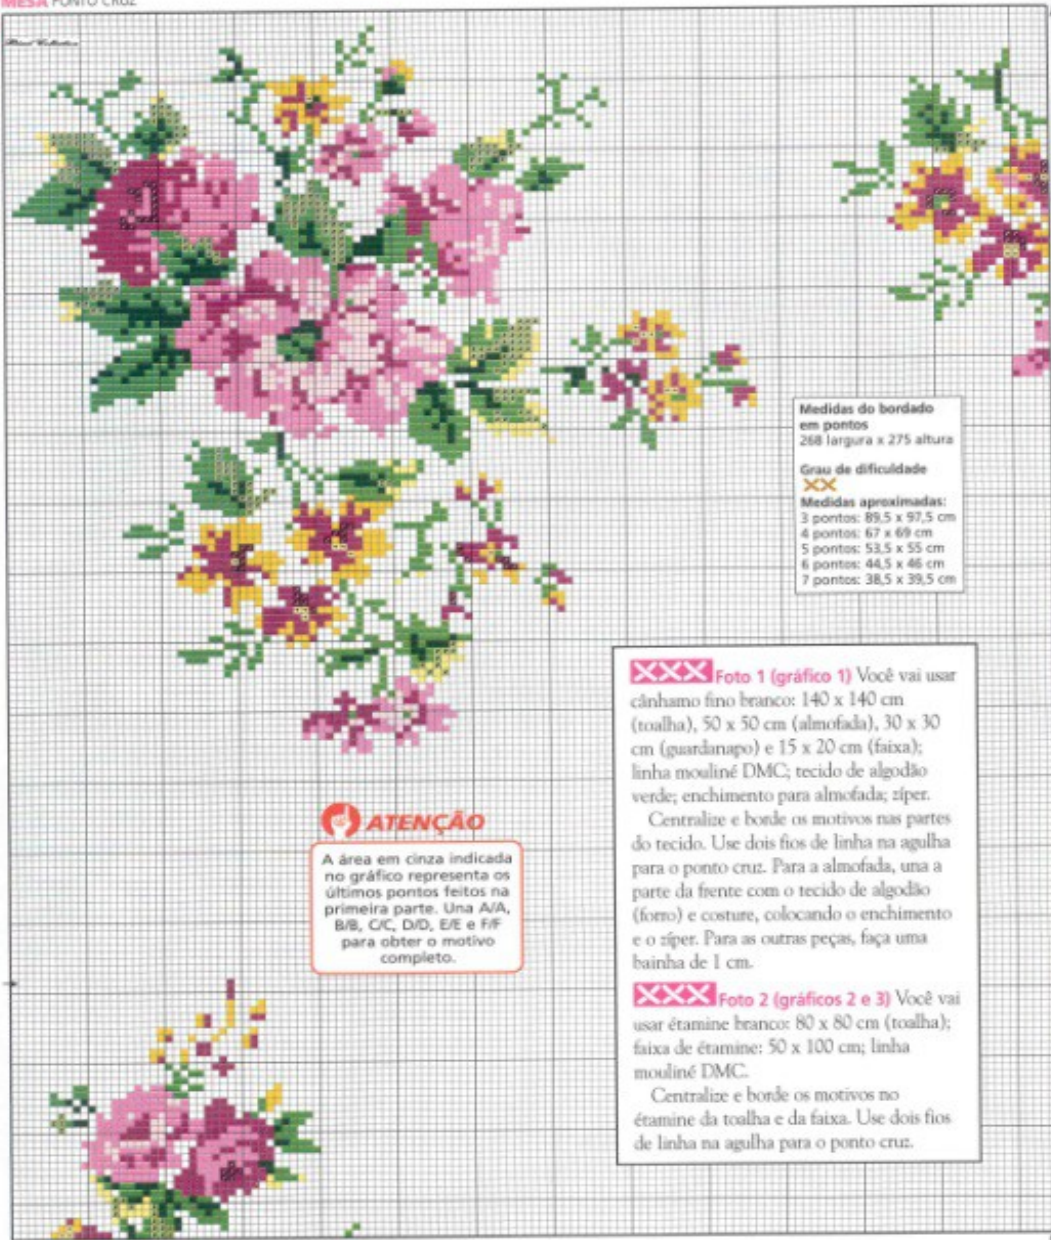 MESA PONTO CRUZ
Medidas do bordado
em pontos
268 largura x 275 altura
Grau de dificuldade
XX
Medidas aproximadas:
3 pontos: 89,5 x 97,5 cm
4 pontos: 67 x 69 cm
5 pontos: 53,5 x 55 cm
6 pontos: 44,5 x 46 cm
7 pontos: 38,5 x 39,5 cm
XXX Foto 1 (gráfico 1) Você vai usar
cânhamo fino branco: 140 x 140 cm
(toalha), 50 x 50 cm (almofada), 30 x 30
cm (guardanapo) e 15 x 20 cm (faixa);
linha mouliné DMC; tecido de algodão
verde; enchimento para almofada; zíper.
Centralize e borde os motivos nas partes
do tecido. Use dois fios de linha na agulha
para o ponto cruz. Para a almofada, una a
parte da frente com o tecido de algodão
(forro) e costure, colocando o enchimento
e o zíper. Para as outras peças, faça uma
bainha de 1 cm.
XXX Foto 2 (gráficos 2 e 3) Você vai
usar étamine branco: 80 x 80 cm (toalha);
faixa de étamine: 50 x 100 cm; linha
mouliné DMC.
Centralize e borde os motivos no
étamine da toalha e da faixa. Use dois fios
de linha na agulha para o ponto cruz.
ATENÇÃO
A área em cinza indicada
no gráfico representa os
últimos pontos feitos na
primeira parte. Una A/A,
B/B, C/C, D/D, E/E e F/F
para obter o motivo
completo.